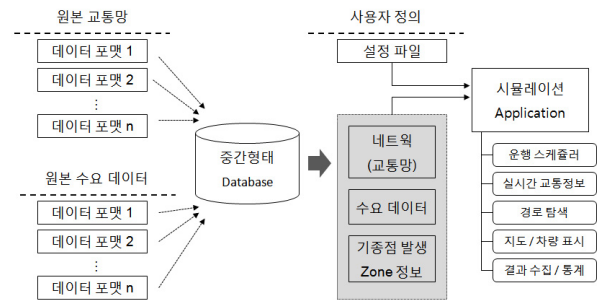 원본 교통망
데이터 포맷 1
데이터 포맷 2
⋮
데이터 포맷 n
원본 수요 데이터
데이터 포맷 1
데이터 포맷 2
⋮
데이터 포맷 n
중간형태
Database
사용자 정의
설정 파일
네트웍
(교통망)
수요 데이터
기종점 발생
Zone 정보
시뮬레이션
Application
운행 스케쥴러
실시간 교통정보
경로 탐색
지도 / 차량 표시
결과 수집 / 통계